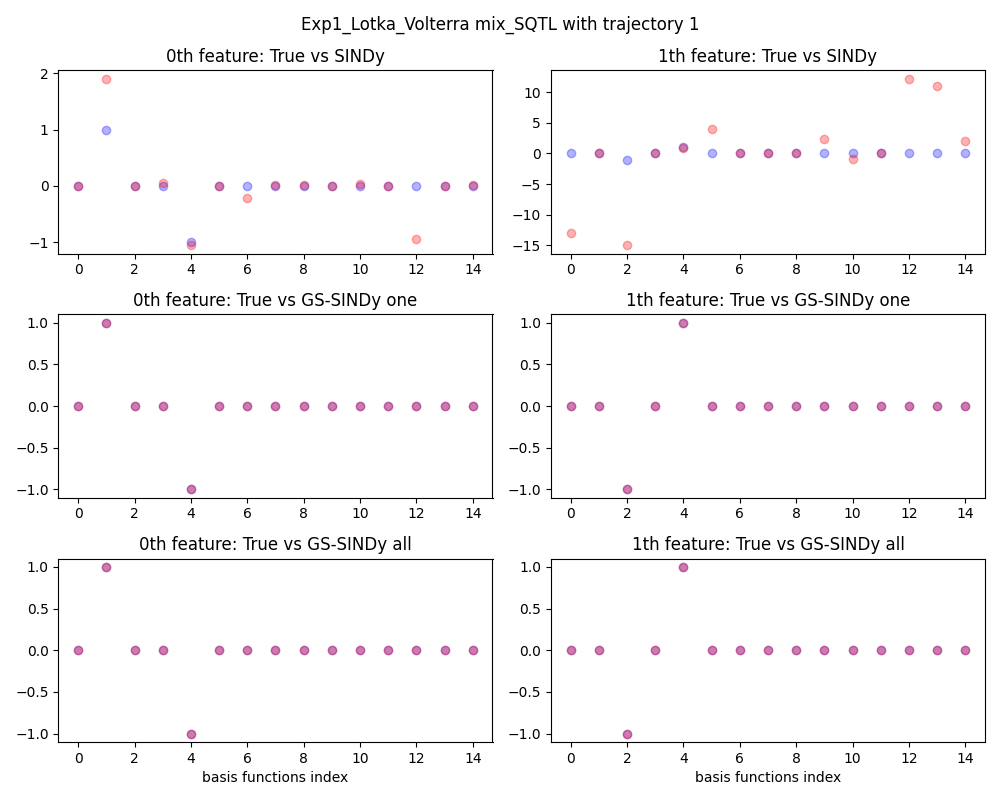 Exp1_Lotka_Volterra mix_SQTL with trajectory 1
0th feature: True vs SINDy
2
1
0
−1
0 2 4 6 8 10 12 14
1th feature: True vs SINDy
10
5
0
−5
−10
−15
0 2 4 6 8 10 12 14
0th feature: True vs GS-SINDy one
1.0
0.5
0.0
−0.5
−1.0
0 2 4 6 8 10 12 14
1th feature: True vs GS-SINDy one
1.0
0.5
0.0
−0.5
−1.0
0 2 4 6 8 10 12 14
0th feature: True vs GS-SINDy all
1.0
0.5
0.0
−0.5
−1.0
0 2 4 6 8 10 12 14
basis functions index
1th feature: True vs GS-SINDy all
1.0
0.5
0.0
−0.5
−1.0
0 2 4 6 8 10 12 14
basis functions index